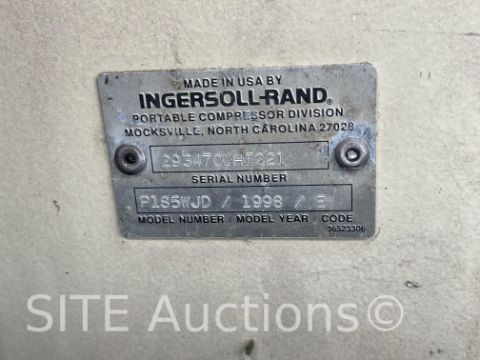 MADE IN USA BY
INGERSOLL-RAND®
PORTABLE COMPRESSOR DIVISION
MOCKSVILLE, NORTH CAROLINA 27028
SERIAL NUMBER
P185WJD / 1998 / E
MODEL NUMBER / MODEL YEAR / CODE
36523306
SITE Auctions©